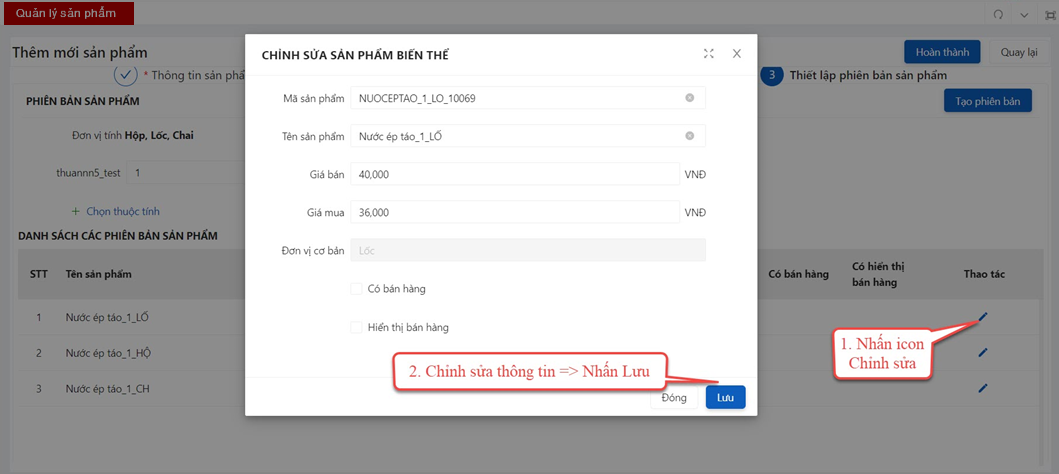 Quản lý sản phẩm
Thêm mới sản phẩm
Hoàn thành
Quay lại
* Thông tin sản phẩ
3 Thiết lập phiên bản sản phẩm
PHIÊN BẢN SẢN PHẨM
Tạo phiên bản
Đơn vị tính Hộp, Lốc, Chai
thuannn5_test 1
+ Chọn thuộc tính
DANH SÁCH CÁC PHIÊN BẢN SẢN PHẨM
STT Tên sản phẩm Có bán hàng Có hiển thị bán hàng Thao tác
1 Nước ép táo_1_LỐ
2 Nước ép táo_1_HỘ
3 Nước ép táo_1_CH
CHỈNH SỬA SẢN PHẨM BIẾN THỂ
Mã sản phẩm NUOCEPTAO_1_LO_10069
Tên sản phẩm Nước ép táo_1_LỐ
Giá bán 40,000 VNĐ
Giá mua 36,000 VNĐ
Đơn vị cơ bản Lốc
Có bán hàng
Hiển thị bán hàng
Đóng
Lưu
1. Nhấn icon
Chỉnh sửa
2. Chỉnh sửa thông tin => Nhấn Lưu